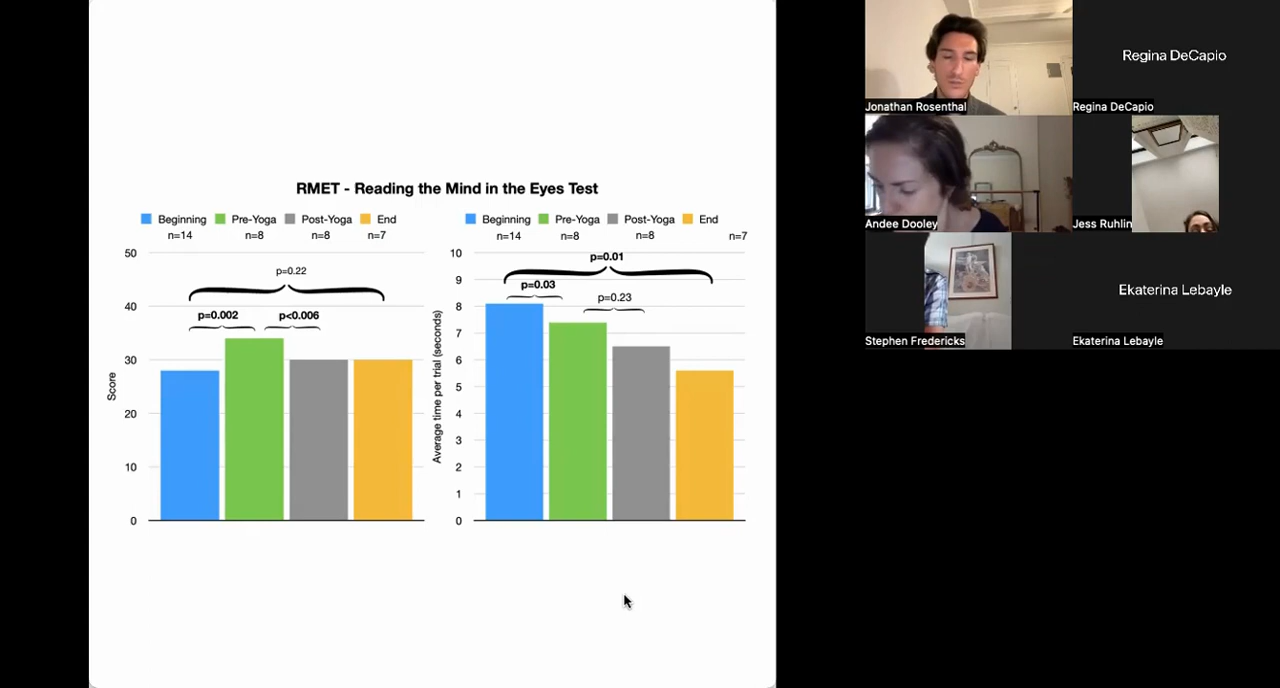 RMET - Reading the Mind in the Eyes Test
Beginning Pre-Yoga Post-Yoga End
n=14 n=8 n=8 n=7
50
40
30
20
10
0
Score
p=0.22
p=0.002 p<0.006
Beginning Pre-Yoga Post-Yoga End
n=14 n=8 n=8 n=7
10
9
8
7
6
5
4
3
2
1
0
Average time per trial (seconds)
p=0.01
p=0.03
p=0.23
Jonathan Rosenthal
Regina DeCapio
Regina DeCapio
Andee Dooley
Jess Ruhlin
Stephen Fredericks
Ekaterina Lebayle
Ekaterina Lebayle